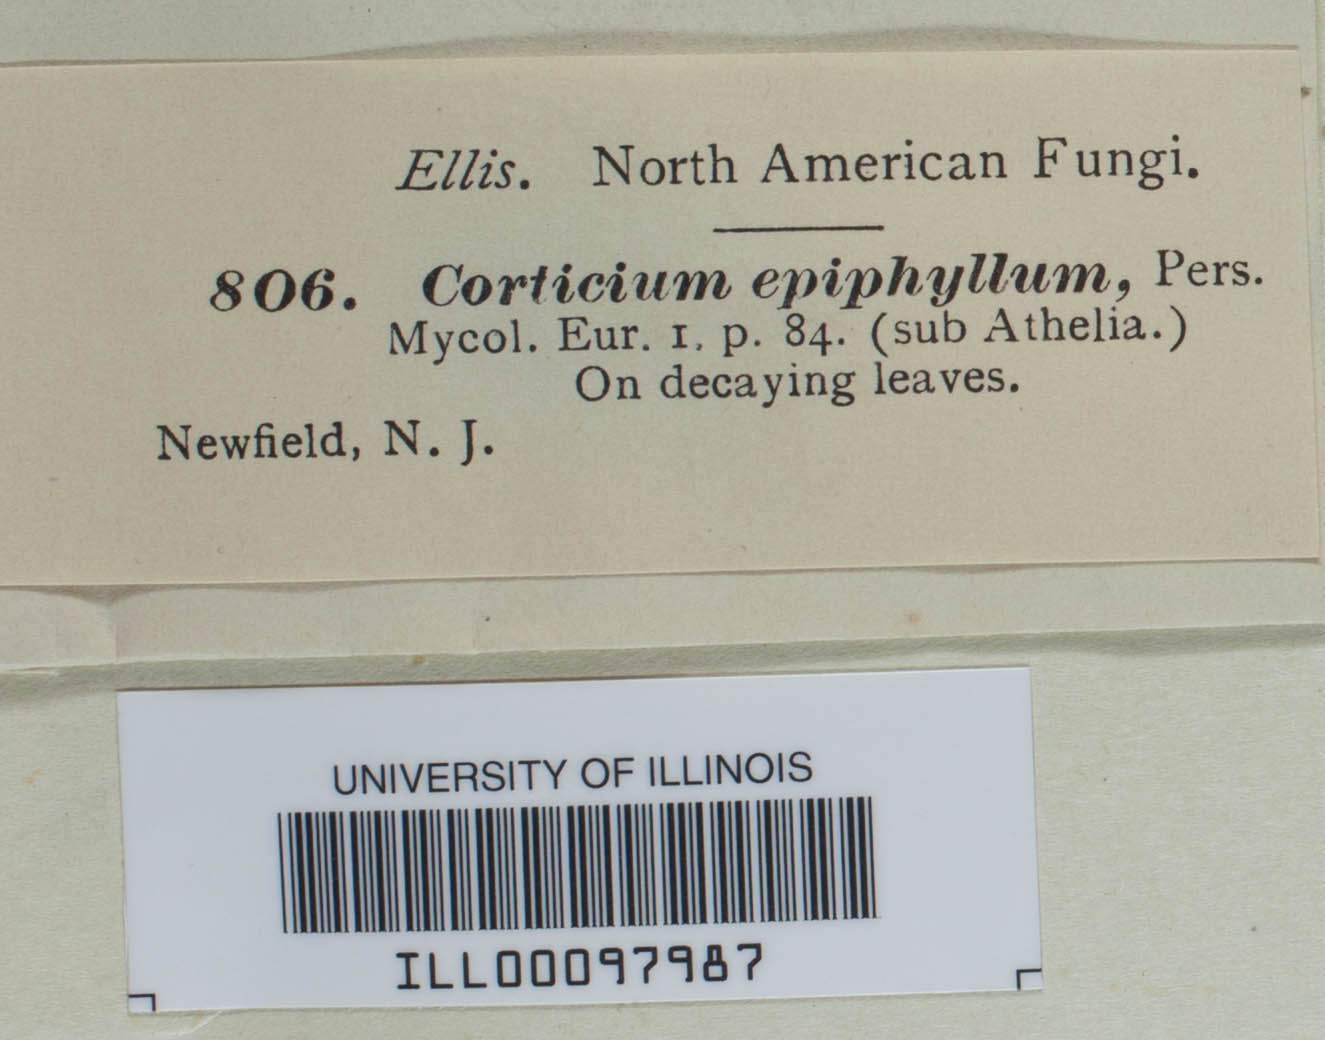 Ellis. North American Fungi.
806. Corticium epiphyllum, Pers.
Mycol. Eur. 1, p. 84. (sub Athelia.)
On decaying leaves.
Newfield, N. J.
UNIVERSITY OF ILLINOIS
ILL00097987